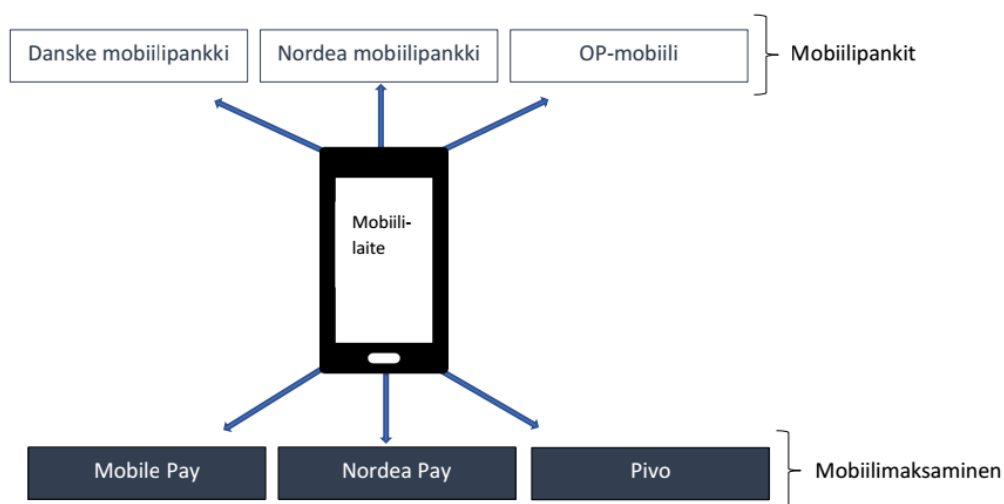 Danske mobiilipankki
Nordea mobiilipankki
OP-mobiili
Mobiilipankit
Mobiili-
laite
Mobile Pay
Nordea Pay
Pivo
Mobiilimaksaminen